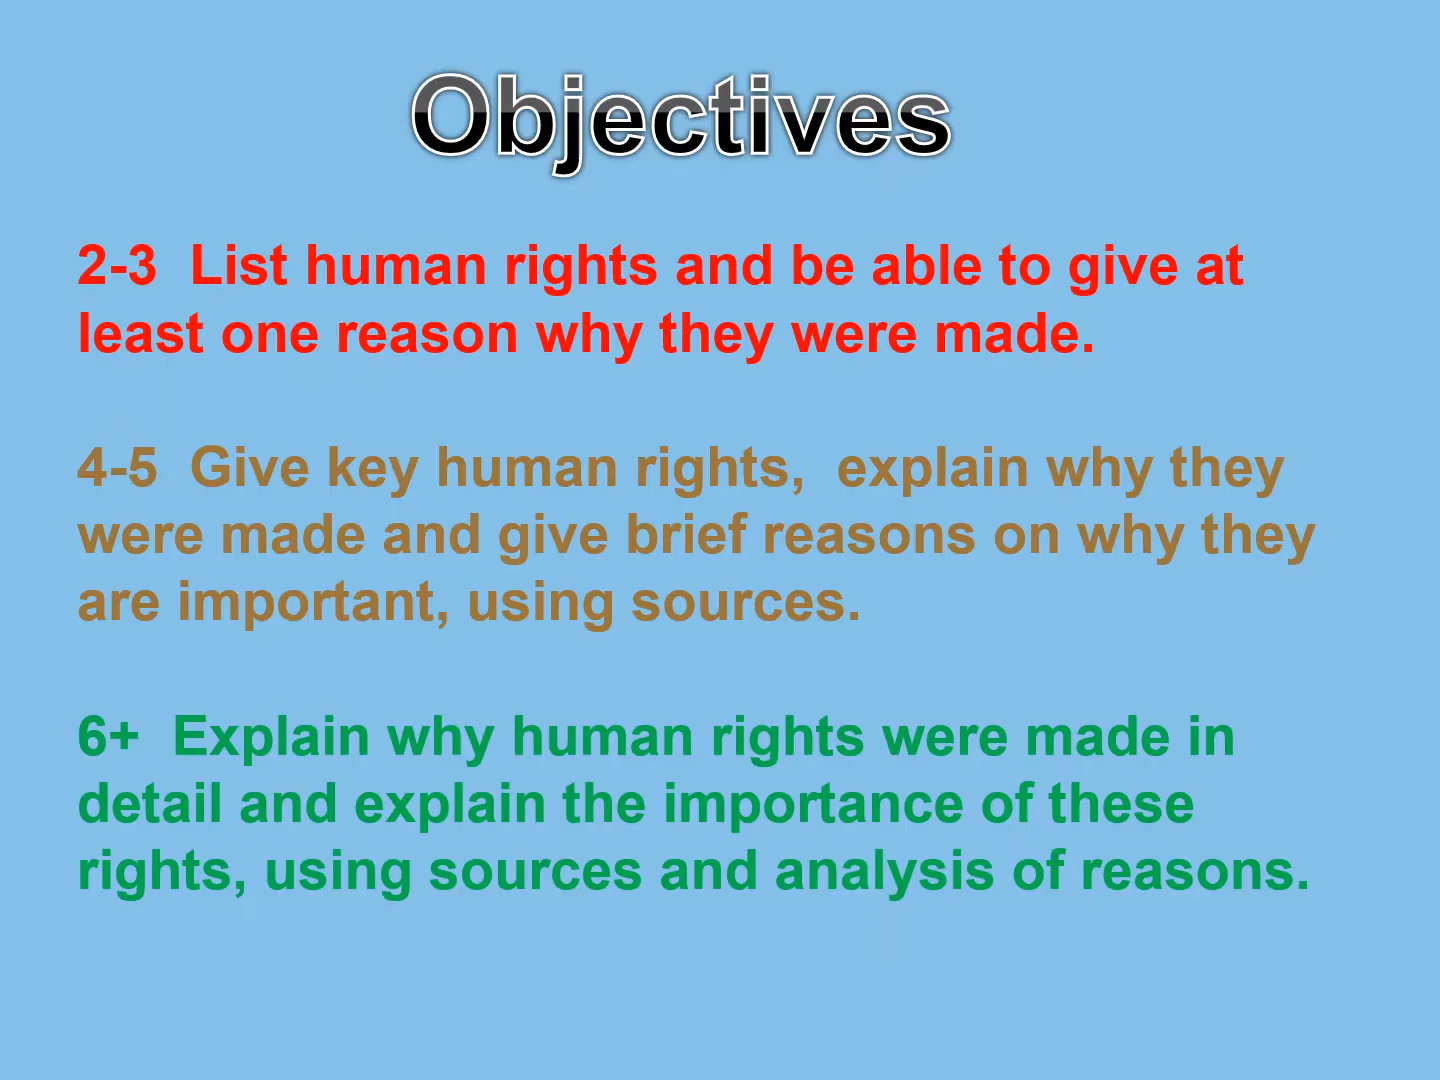 Objectives
2-3  List human rights and be able to give at
least one reason why they were made.
4-5  Give key human rights,  explain why they
were made and give brief reasons on why they
are important, using sources.
6+  Explain why human rights were made in
detail and explain the importance of these
rights, using sources and analysis of reasons.